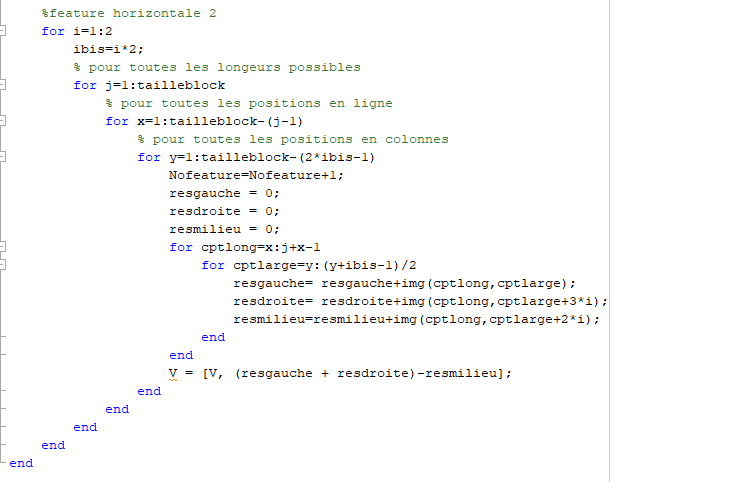 %feature horizontale 2
for i=1:2
ibis=i*2;
% pour toutes les longeurs possibles
for j=1:tailleblock
% pour toutes les positions en ligne
for x=1:tailleblock-(j-1)
% pour toutes les positions en colonnes
for y=1:tailleblock-(2*ibis-1)
Nofeature=Nofeature+1;
resgauche = 0;
resdroite = 0;
resmilieu = 0;
for cptlong=x:j+x-1
for cptlarge=y:(y+ibis-1)/2
resgauche= resgauche+img(cptlong,cptlarge);
resdroite= resdroite+img(cptlong,cptlarge+3*i);
resmilieu=resmilieu+img(cptlong,cptlarge+2*i);
end
end
V = [V, (resgauche + resdroite)-resmilieu];
end
end
end
end
end